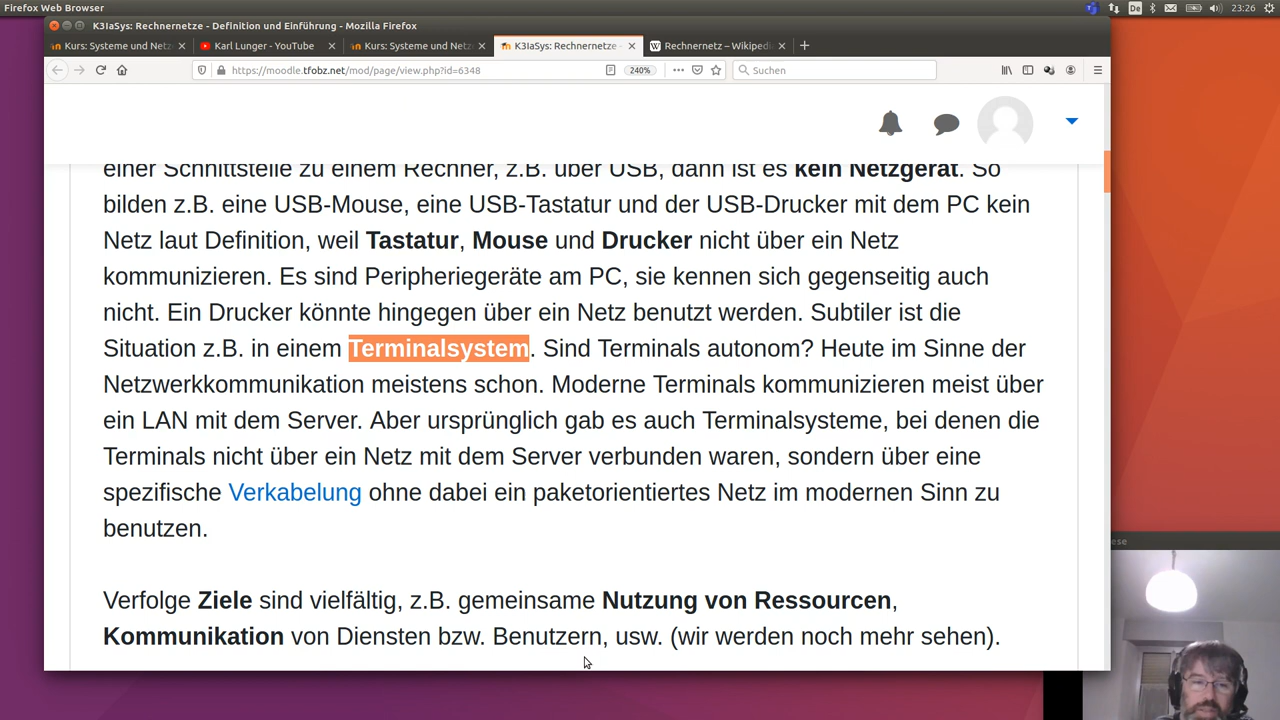 Firefox Web Browser
De
23:26
K3IaSys: Rechnernetze - Definition und Einführung - Mozilla Firefox
Kurs: Systeme und Netz
Karl Lunger - YouTube
Kurs: Systeme und Netz
K3IaSys: Rechnernetze -
Rechnernetz – Wikipedi
https://moodle.tfobz.net/mod/page/view.php?id=6348
240%
Suchen
einer Schnittstelle zu einem Rechner, z.B. über USB, dann ist es kein Netzgerät. So
bilden z.B. eine USB-Mouse, eine USB-Tastatur und der USB-Drucker mit dem PC kein
Netz laut Definition, weil Tastatur, Mouse und Drucker nicht über ein Netz
kommunizieren. Es sind Peripheriegeräte am PC, sie kennen sich gegenseitig auch
nicht. Ein Drucker könnte hingegen über ein Netz benutzt werden. Subtiler ist die
Situation z.B. in einem Terminalsystem. Sind Terminals autonom? Heute im Sinne der
Netzwerkkommunikation meistens schon. Moderne Terminals kommunizieren meist über
ein LAN mit dem Server. Aber ursprünglich gab es auch Terminalsysteme, bei denen die
Terminals nicht über ein Netz mit dem Server verbunden waren, sondern über eine
spezifische Verkabelung ohne dabei ein paketorientiertes Netz im modernen Sinn zu
benutzen.
ese
Verfolge Ziele sind vielfältig, z.B. gemeinsame Nutzung von Ressourcen,
Kommunikation von Diensten bzw. Benutzern, usw. (wir werden noch mehr sehen).